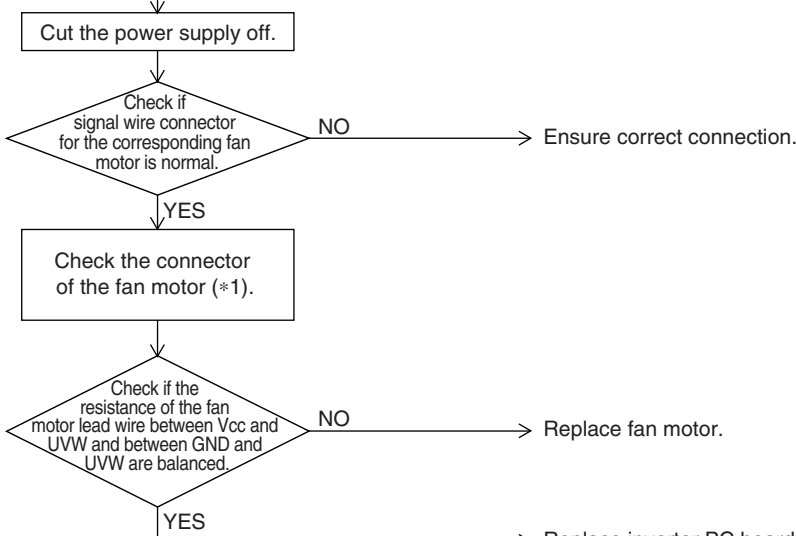 Cut the power supply off.
Check if
signal wire connector
for the corresponding fan
motor is normal.
NO
Ensure correct connection.
YES
Check the connector
of the fan motor (*1).
Check if the
resistance of the fan
motor lead wire between Vcc and
UVW and between GND and
UVW are balanced.
NO
Replace fan motor.
YES
Replace inverter PC board